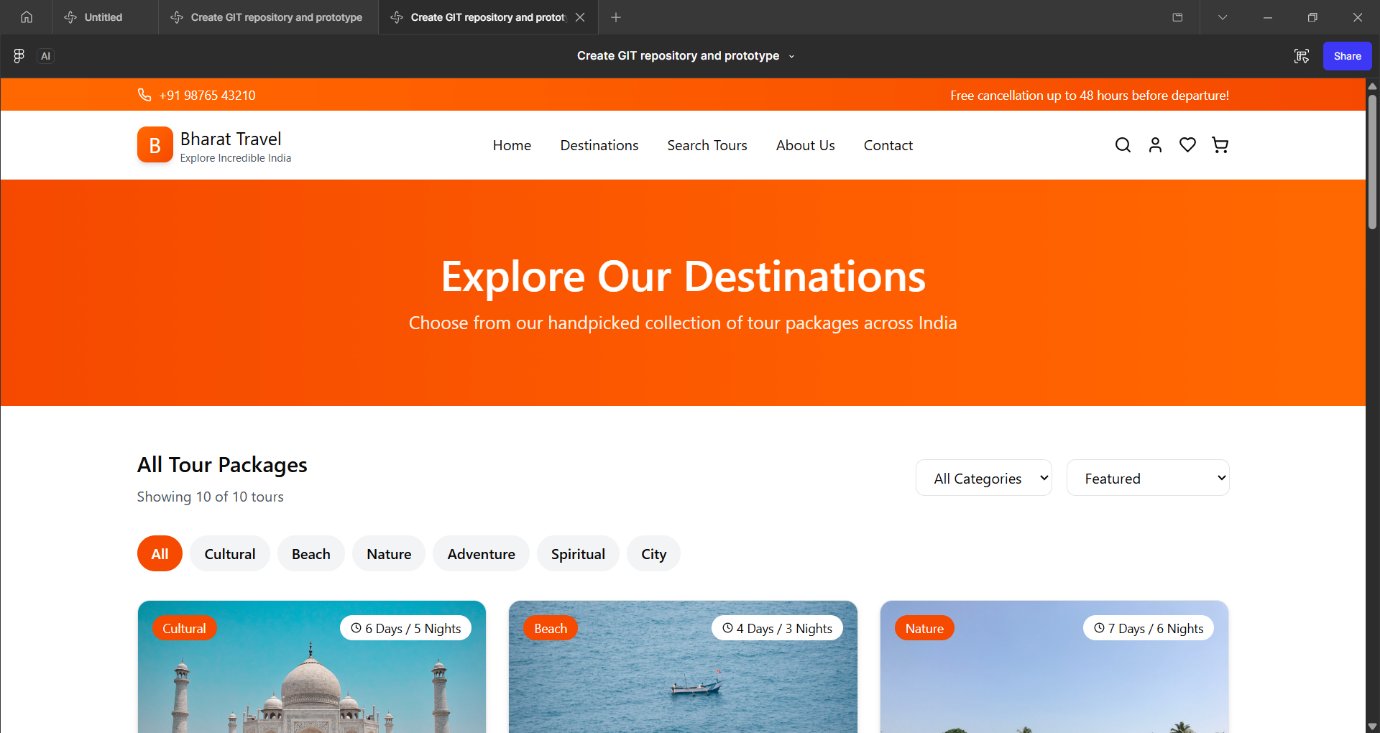 Untitled
Create GIT repository and prototype
Create GIT repository and protot
AI
Create GIT repository and prototype
Share
+91 98765 43210
Free cancellation up to 48 hours before departure!
B
Bharat Travel
Explore Incredible India
Home
Destinations
Search Tours
About Us
Contact
Explore Our Destinations
Choose from our handpicked collection of tour packages across India
All Tour Packages
Showing 10 of 10 tours
All Categories
Featured
All
Cultural
Beach
Nature
Adventure
Spiritual
City
Cultural
6 Days / 5 Nights
Beach
4 Days / 3 Nights
Nature
7 Days / 6 Nights